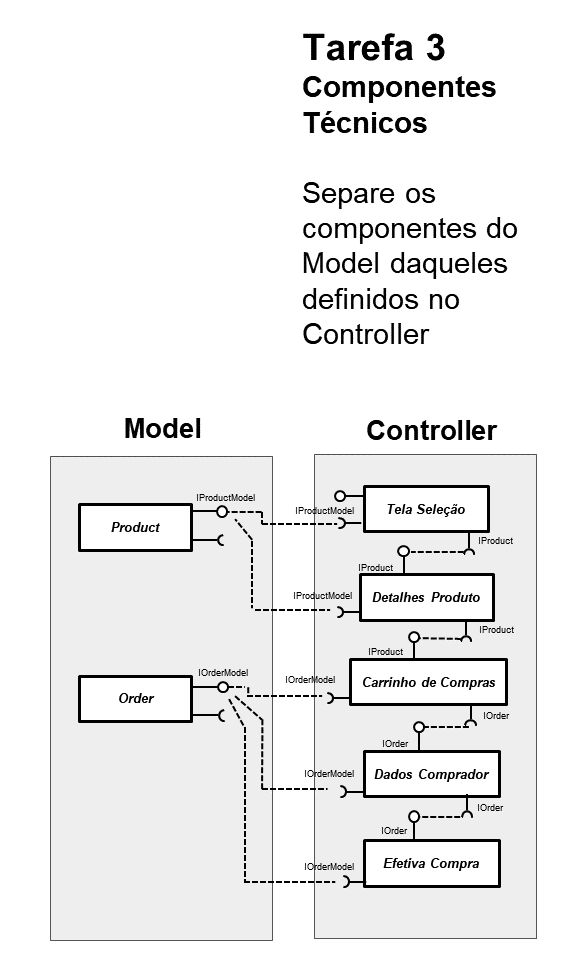 Tarefa 3
Componentes
Técnicos
Separe os
componentes do
Model daqueles
definidos no
Controller
Model
Controller
IProductModel
Product
IProductModel
Tela Seleção
IProduct
IProduct
IProductModel
Detalhes Produto
IProduct
IProduct
IOrderModel
Order
IOrderModel
Carrinho de Compras
IOrder
IOrder
IOrderModel
Dados Comprador
IOrder
IOrder
IOrderModel
Efetiva Compra